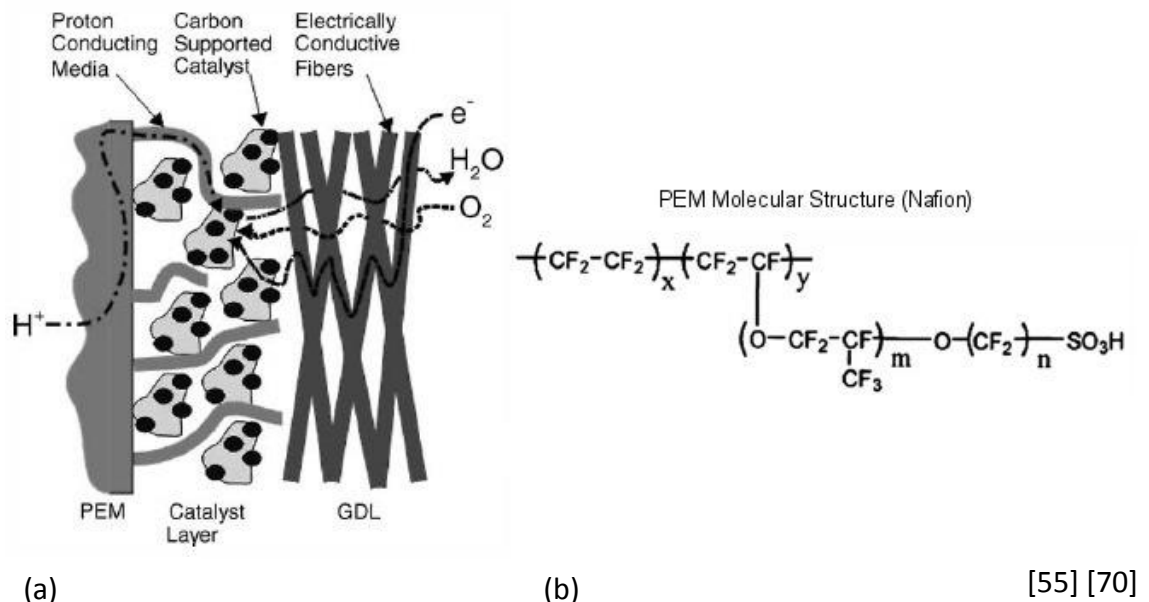 Proton
Conducting
Media
Carbon
Supported
Catalyst
Electrically
Conductive
Fibers
e-
H2O
O2
H+
PEM
Catalyst
Layer
GDL
PEM Molecular Structure (Nafion)
(CF2-CF2)x(CF2-CF)y
(O-CF2-CF)m-O-(CF2)n-SO3H
CF3
(a)
(b)
[55] [70]